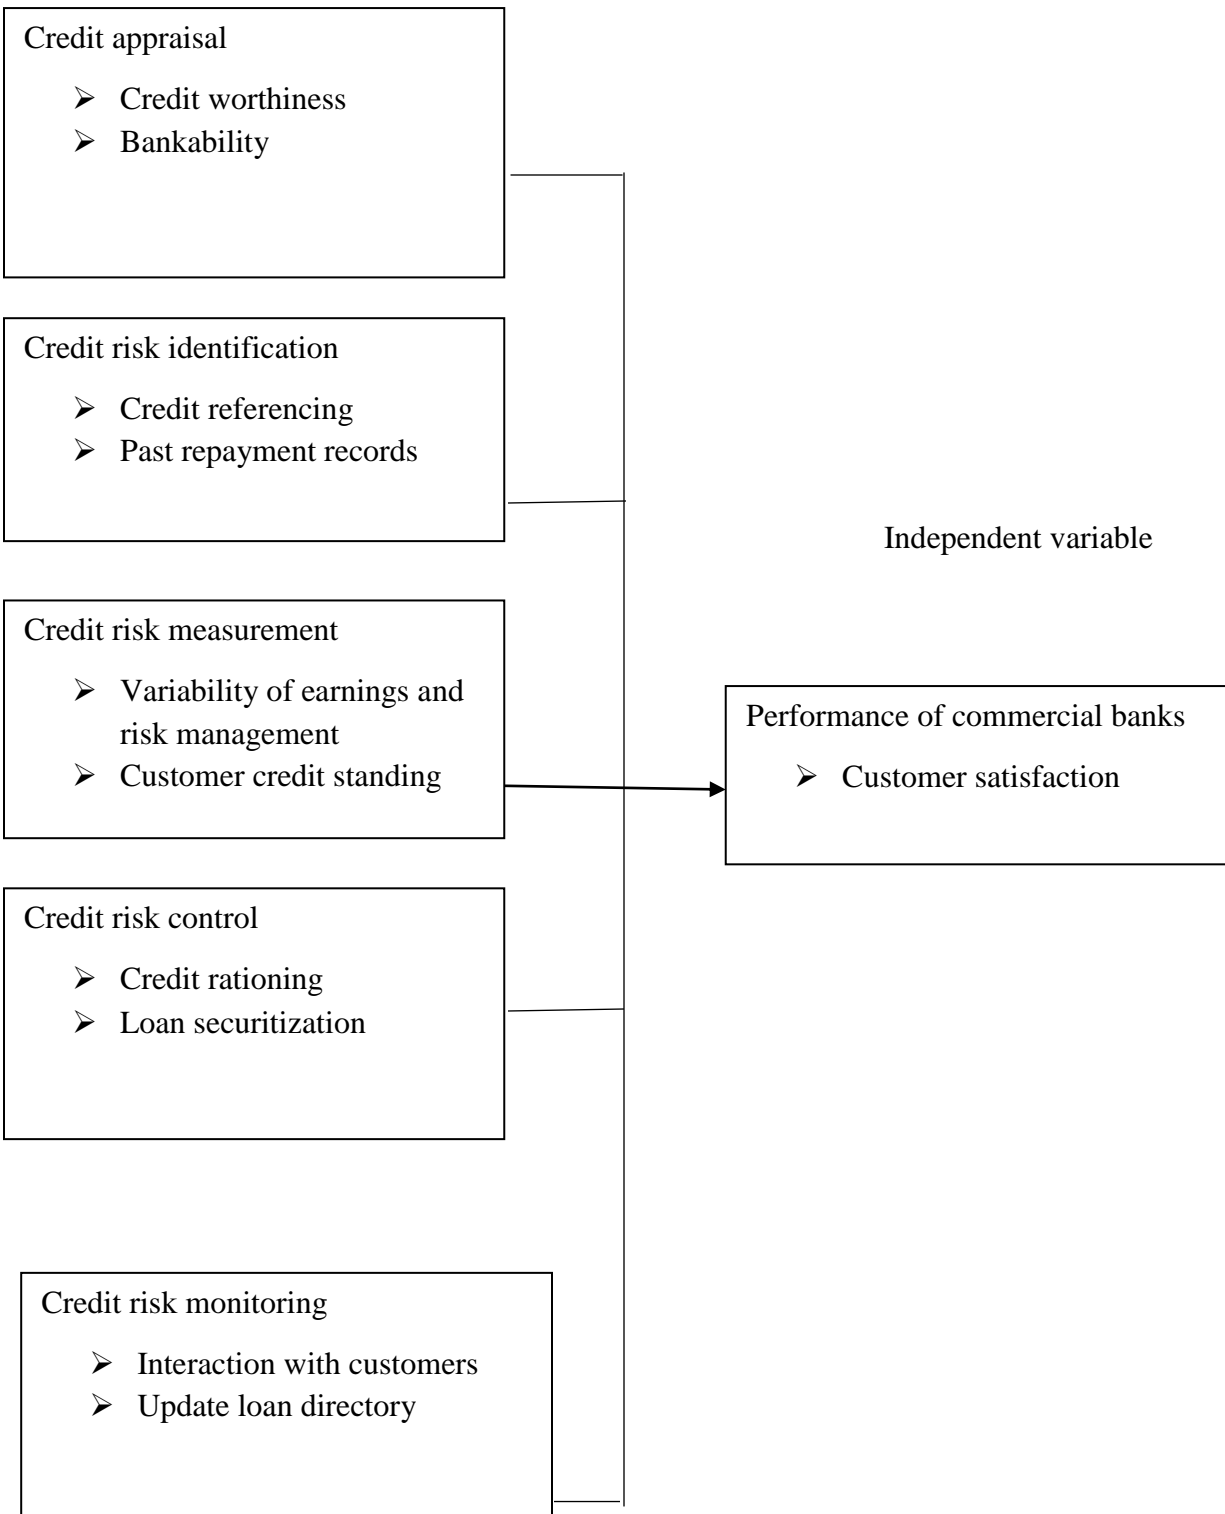 Credit appraisal
➢ Credit worthiness
➢ Bankability
Credit risk identification
➢ Credit referencing
➢ Past repayment records
Independent variable
Credit risk measurement
➢ Variability of earnings and
risk management
➢ Customer credit standing
Performance of commercial banks
➢ Customer satisfaction
Credit risk control
➢ Credit rationing
➢ Loan securitization
Credit risk monitoring
➢ Interaction with customers
➢ Update loan directory